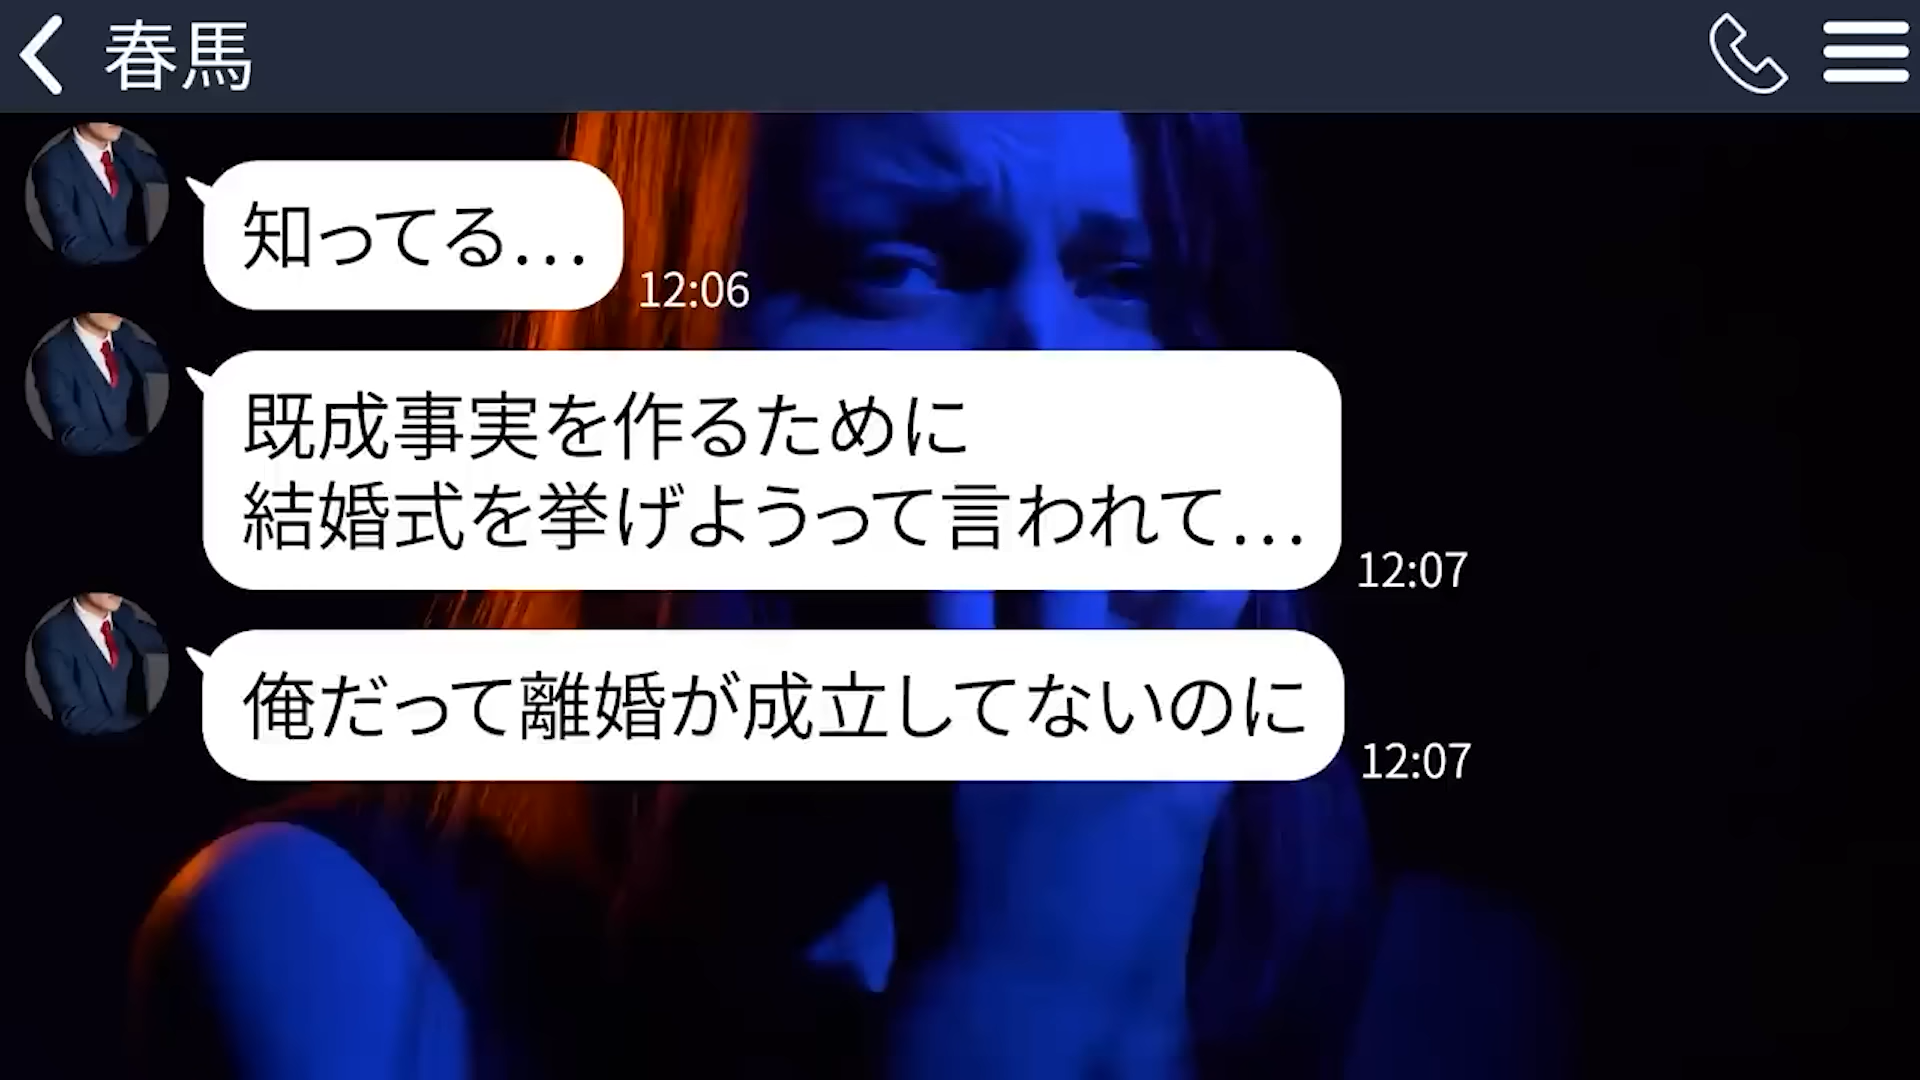 春馬
知ってる…
12:06
既成事実を作るために
結婚式を挙げようって言われて…
12:07
俺だって離婚が成立してないのに
12:07